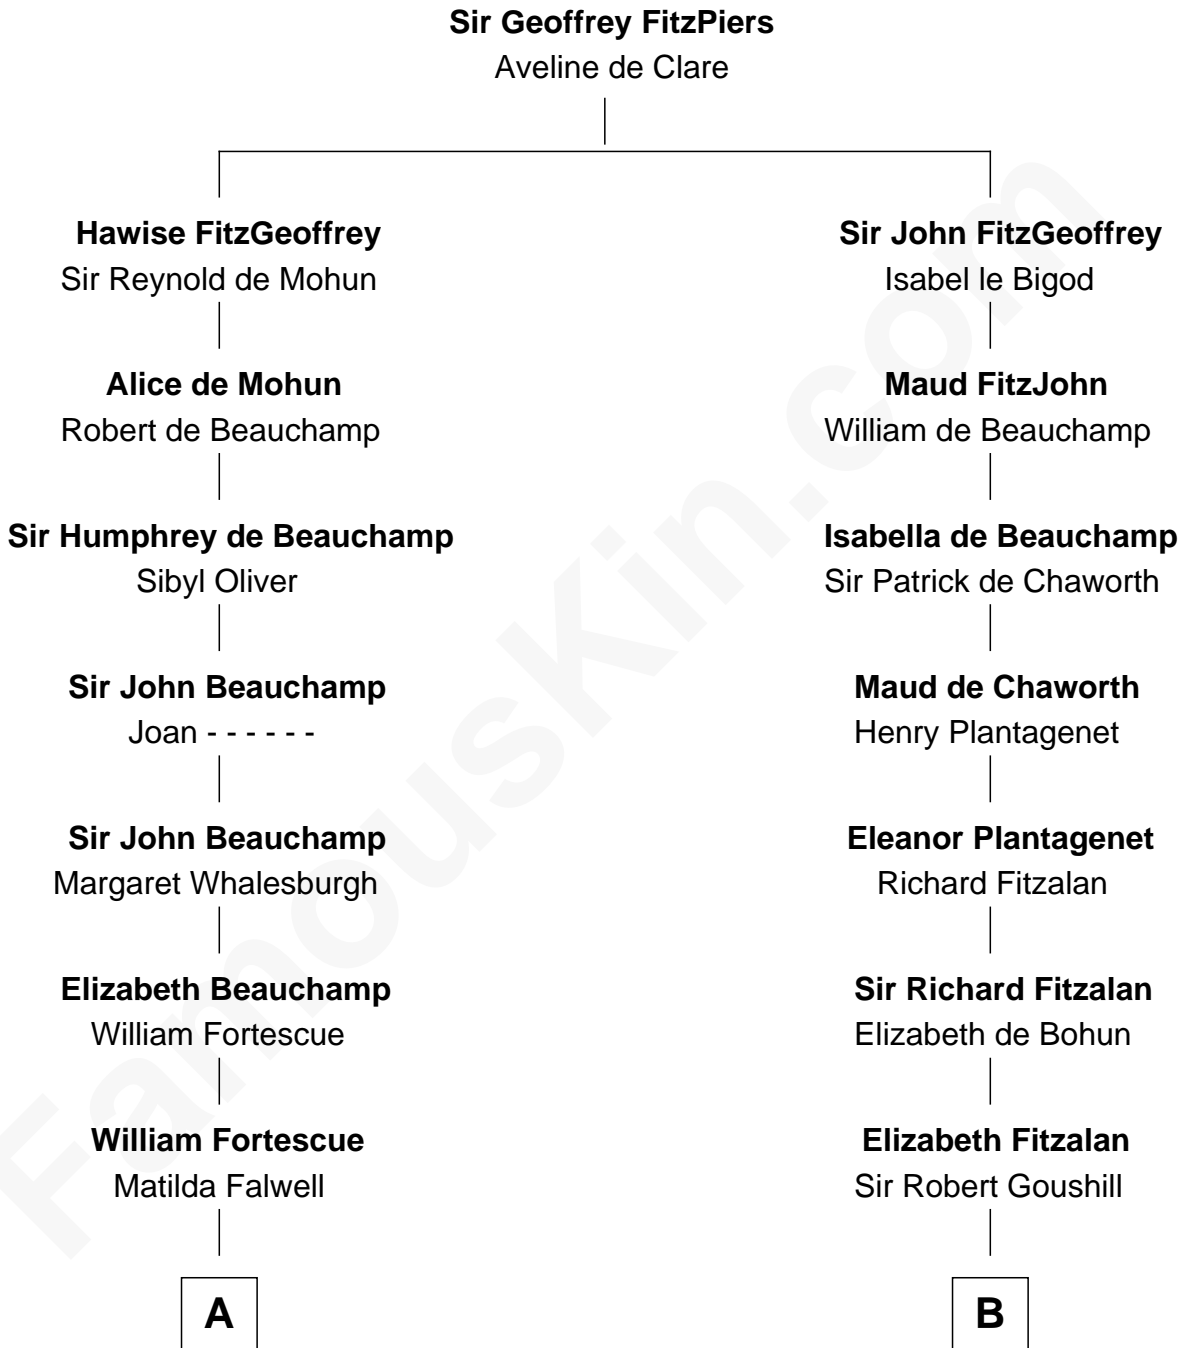 Sir Geoffrey FitzPiers
Aveline de Clare
Hawise FitzGeoffrey
Sir Reynold de Mohun
Sir John FitzGeoffrey
Isabel le Bigod
Alice de Mohun
Robert de Beauchamp
Maud FitzJohn
William de Beauchamp
Sir Humphrey de Beauchamp
Sibyl Oliver
Isabella de Beauchamp
Sir Patrick de Chaworth
Sir John Beauchamp
Joan - - - - - -
Maud de Chaworth
Henry Plantagenet
Sir John Beauchamp
Margaret Whalesburgh
Eleanor Plantagenet
Richard Fitzalan
Elizabeth Beauchamp
William Fortescue
Sir Richard Fitzalan
Elizabeth de Bohun
William Fortescue
Matilda Falwell
Elizabeth Fitzalan
Sir Robert Goushill
A
B
FamousKin.com